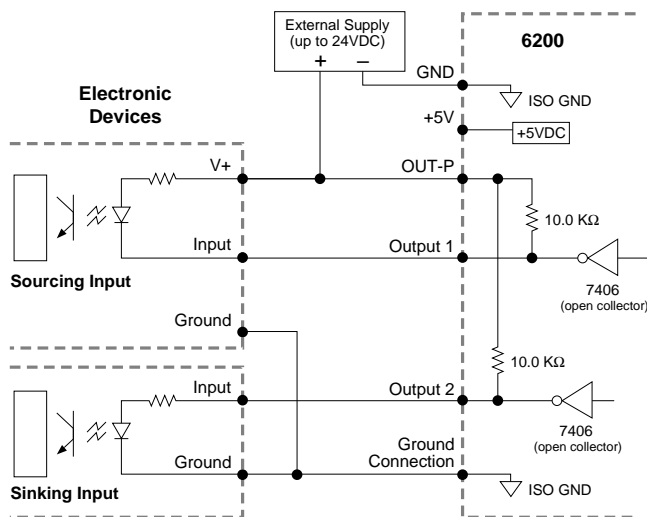 External Supply
(up to 24VDC)
+ –
6200
GND
ISO GND
Electronic
Devices
+5V
+5VDC
V+
OUT-P
10.0 KΩ
Input
Output 1
Sourcing Input
7406
(open collector)
Ground
10.0 KΩ
Input
Output 2
7406
(open collector)
Ground
Ground
Connection
ISO GND
Sinking Input